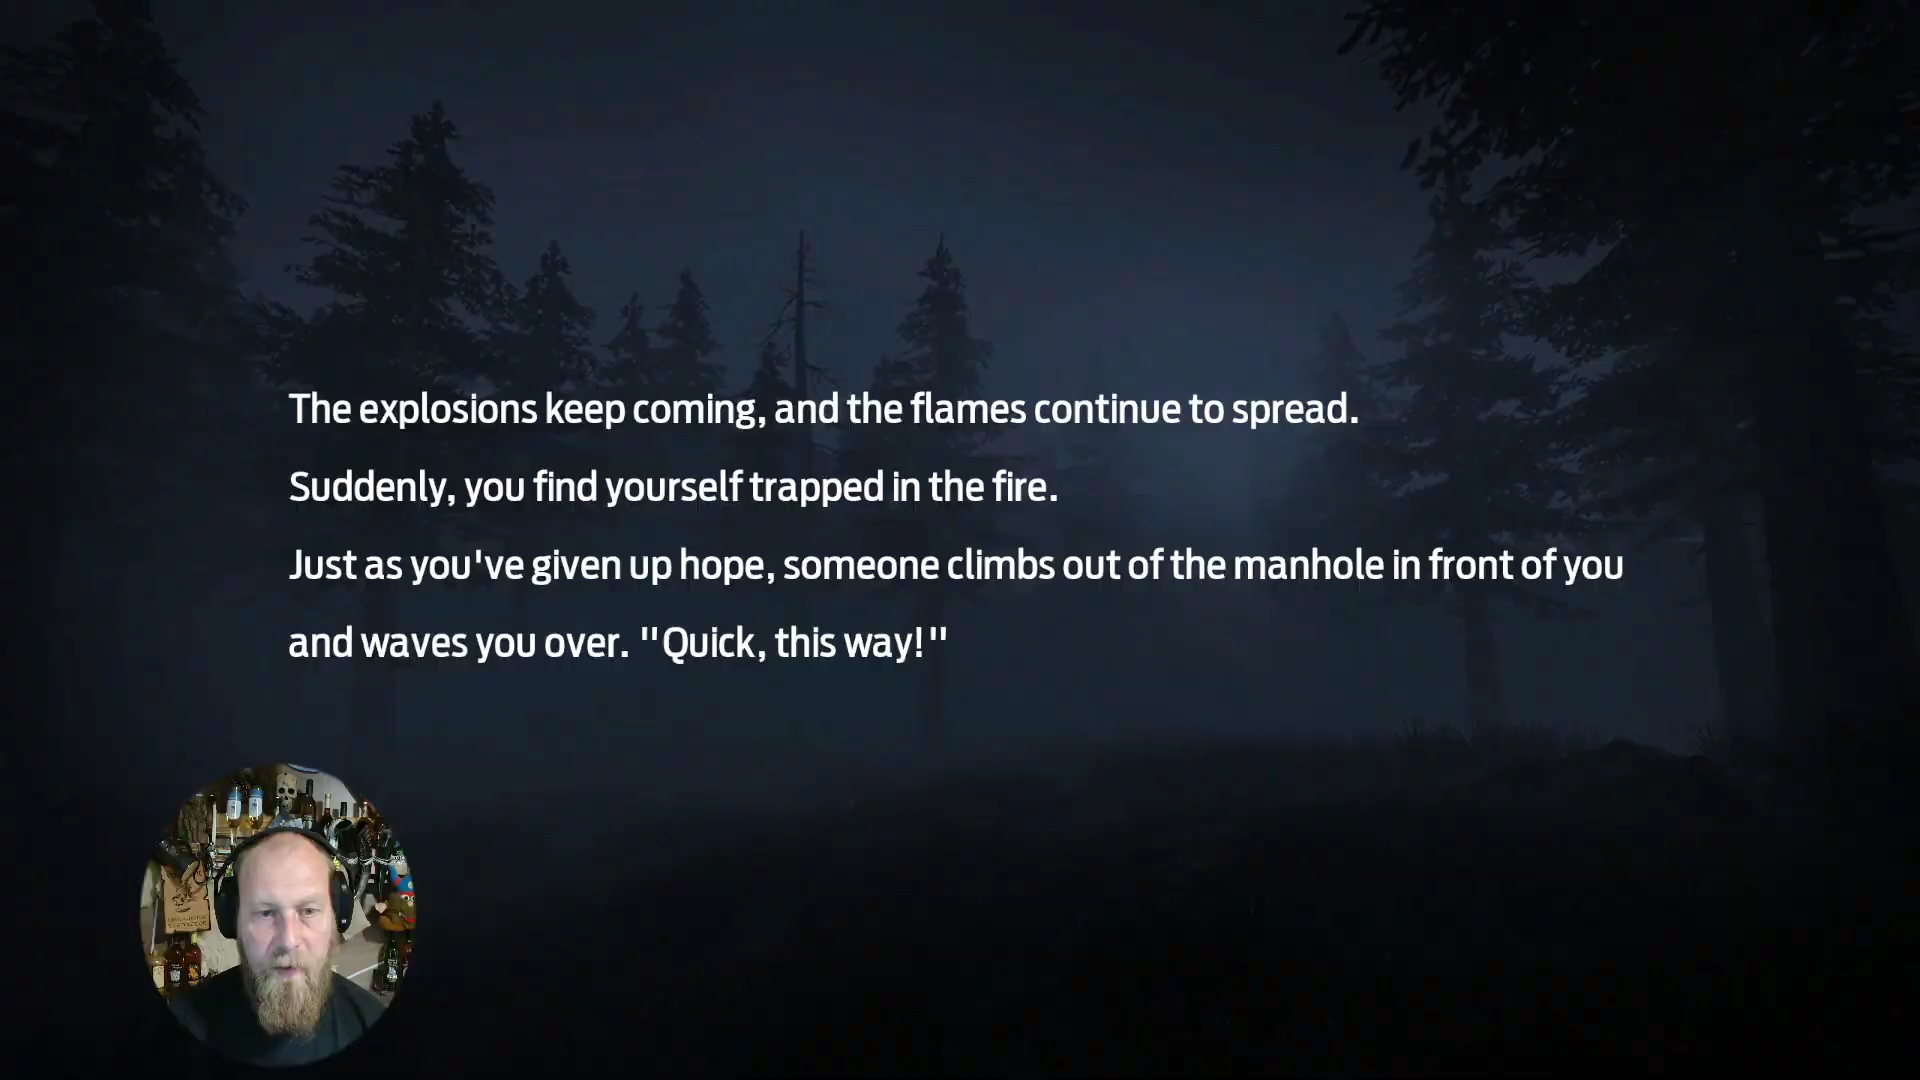 The explosions keep coming, and the flames continue to spread.
Suddenly, you find yourself trapped in the fire.
Just as you've given up hope, someone climbs out of the manhole in front of you
and waves you over. "Quick, this way!"